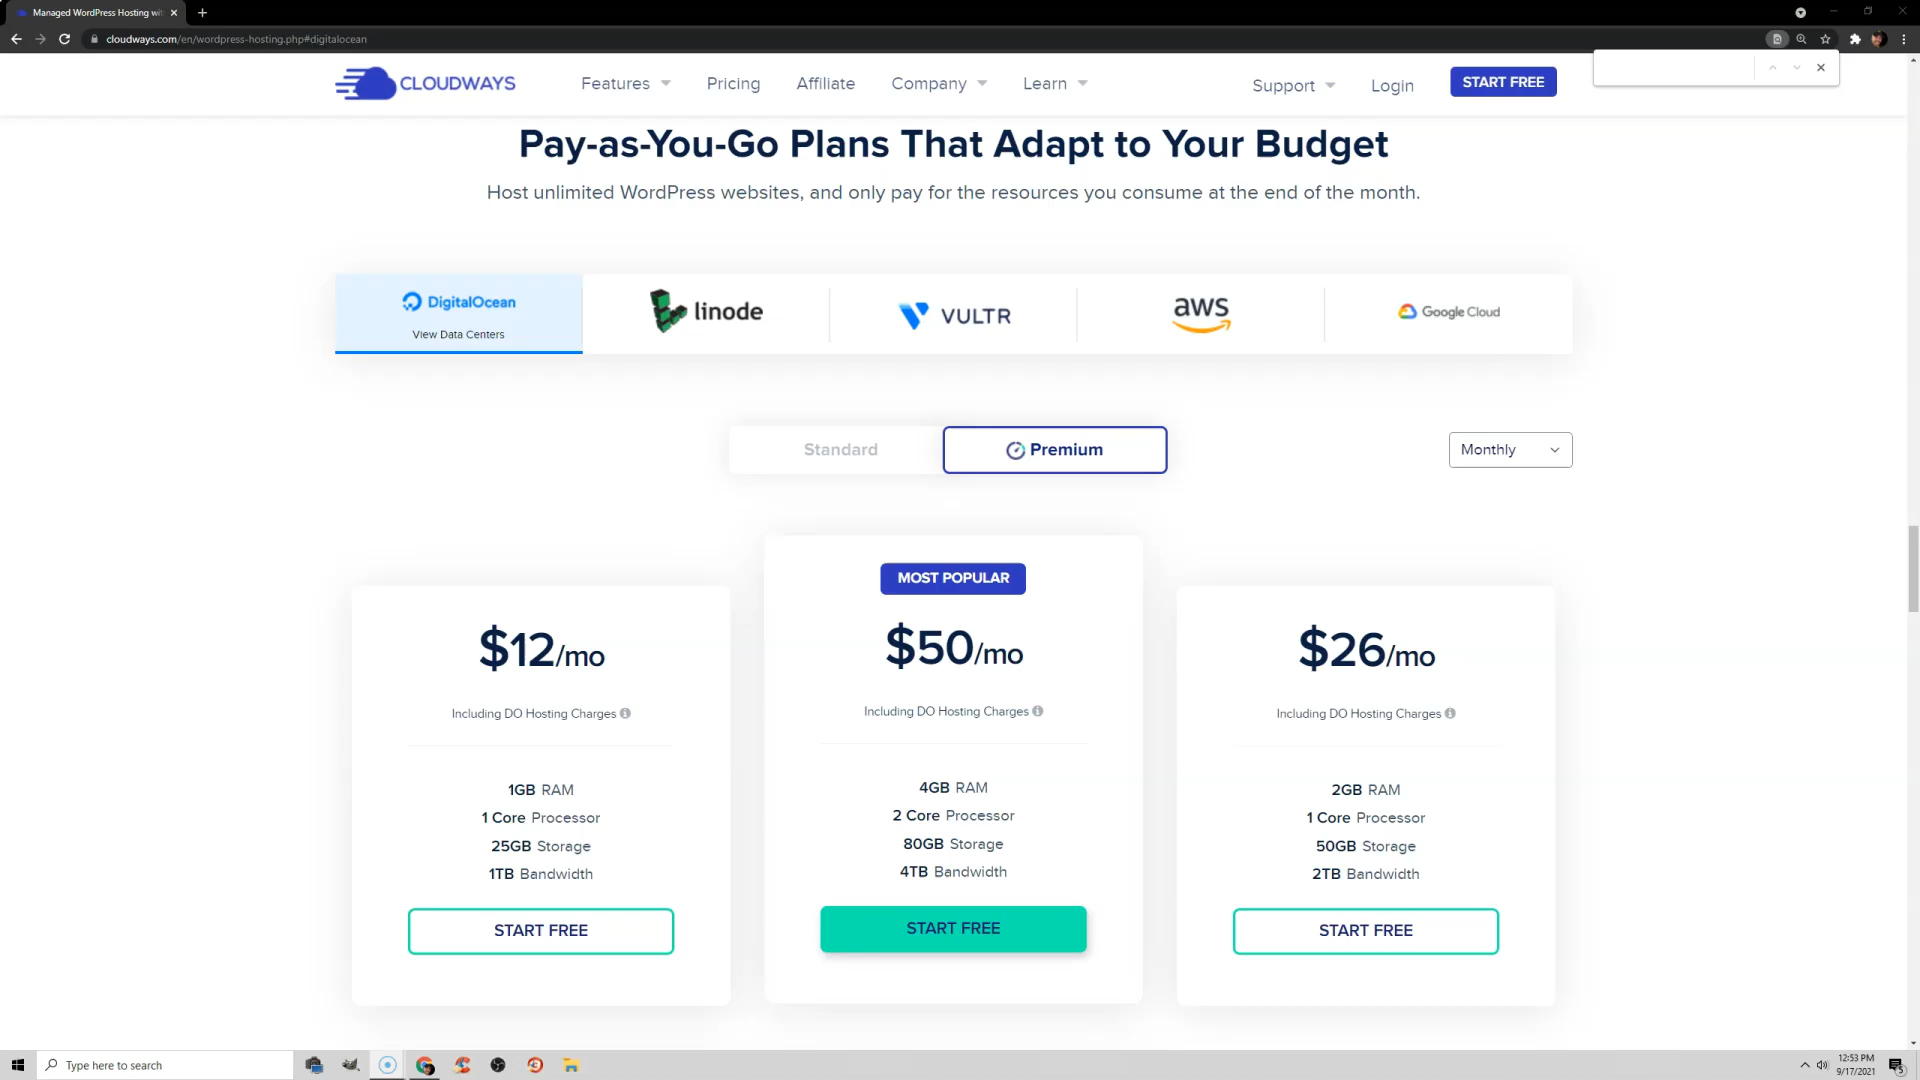 Managed WordPress Hosting wit
cloudways.com/en/wordpress-hosting.php#digitalocean
CLOUDWAYS
Features
Pricing
Affiliate
Company
Learn
Support
Login
START FREE
Pay-as-You-Go Plans That Adapt to Your Budget
Host unlimited WordPress websites, and only pay for the resources you consume at the end of the month.
DigitalOcean
View Data Centers
linode
VULTR
aws
Google Cloud
Standard
Premium
Monthly
$12/mo
Including DO Hosting Charges
1GB RAM
1 Core Processor
25GB Storage
1TB Bandwidth
START FREE
MOST POPULAR
$50/mo
Including DO Hosting Charges
4GB RAM
2 Core Processor
80GB Storage
4TB Bandwidth
START FREE
$26/mo
Including DO Hosting Charges
2GB RAM
1 Core Processor
50GB Storage
2TB Bandwidth
START FREE
Type here to search
12:53 PM
9/17/2021
5